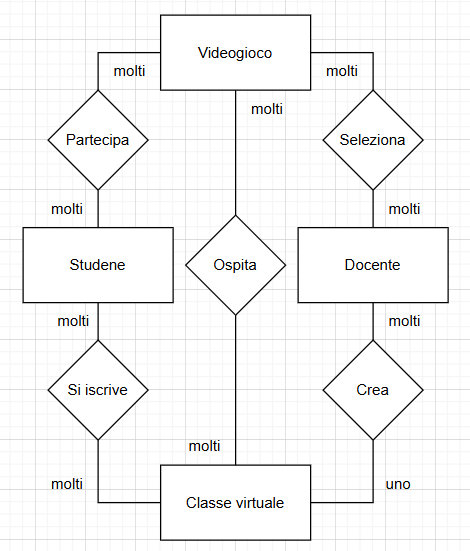 Videogioco
molti
molti
molti
Partecipa
Seleziona
molti
molti
Studene
Ospita
Docente
molti
molti
Si iscrive
Crea
molti
molti
uno
Classe virtuale